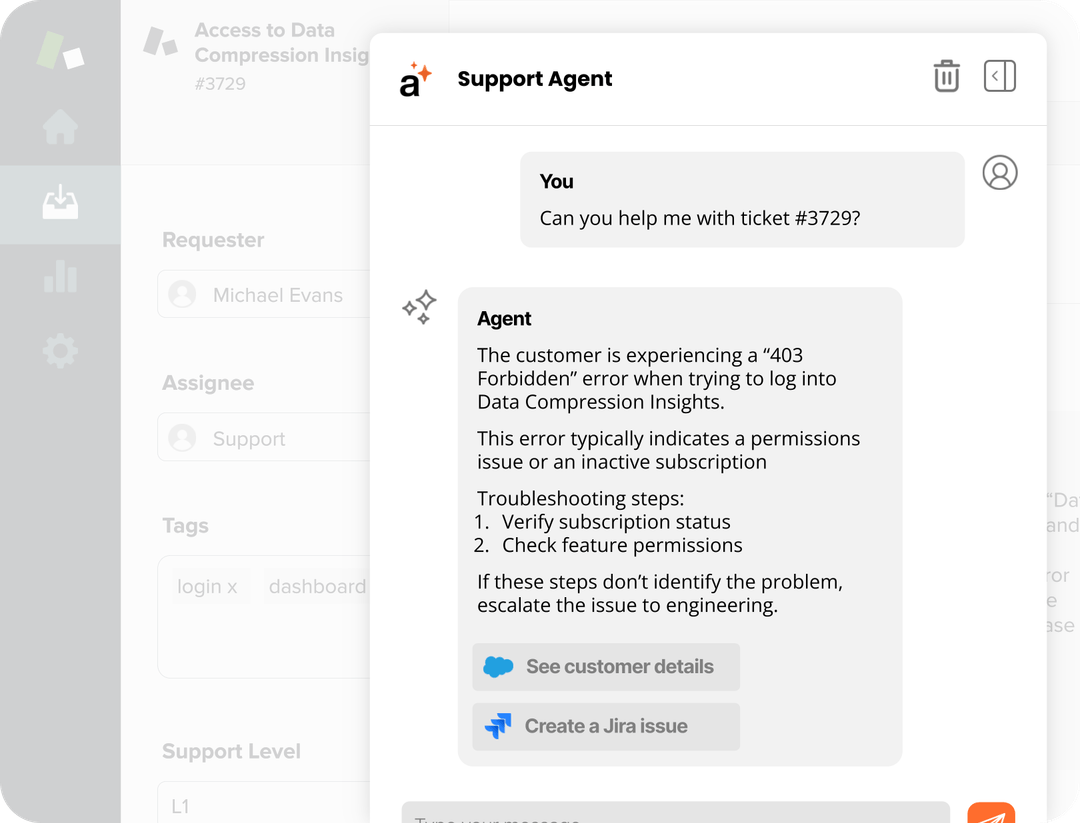 Access to Data
Compression Insig
#3729
Requester
Michael Evans
Assignee
Support
Tags
login x
dashboard
Support Level
L1
a
Support Agent
You
Can you help me with ticket #3729?
Agent
The customer is experiencing a “403
Forbidden” error when trying to log into
Data Compression Insights.
This error typically indicates a permissions
issue or an inactive subscription
Troubleshooting steps:
1. Verify subscription status
2. Check feature permissions
If these steps don’t identify the problem,
escalate the issue to engineering.
See customer details
Create a Jira issue
Type your message
“Da
and
ror
e
ase